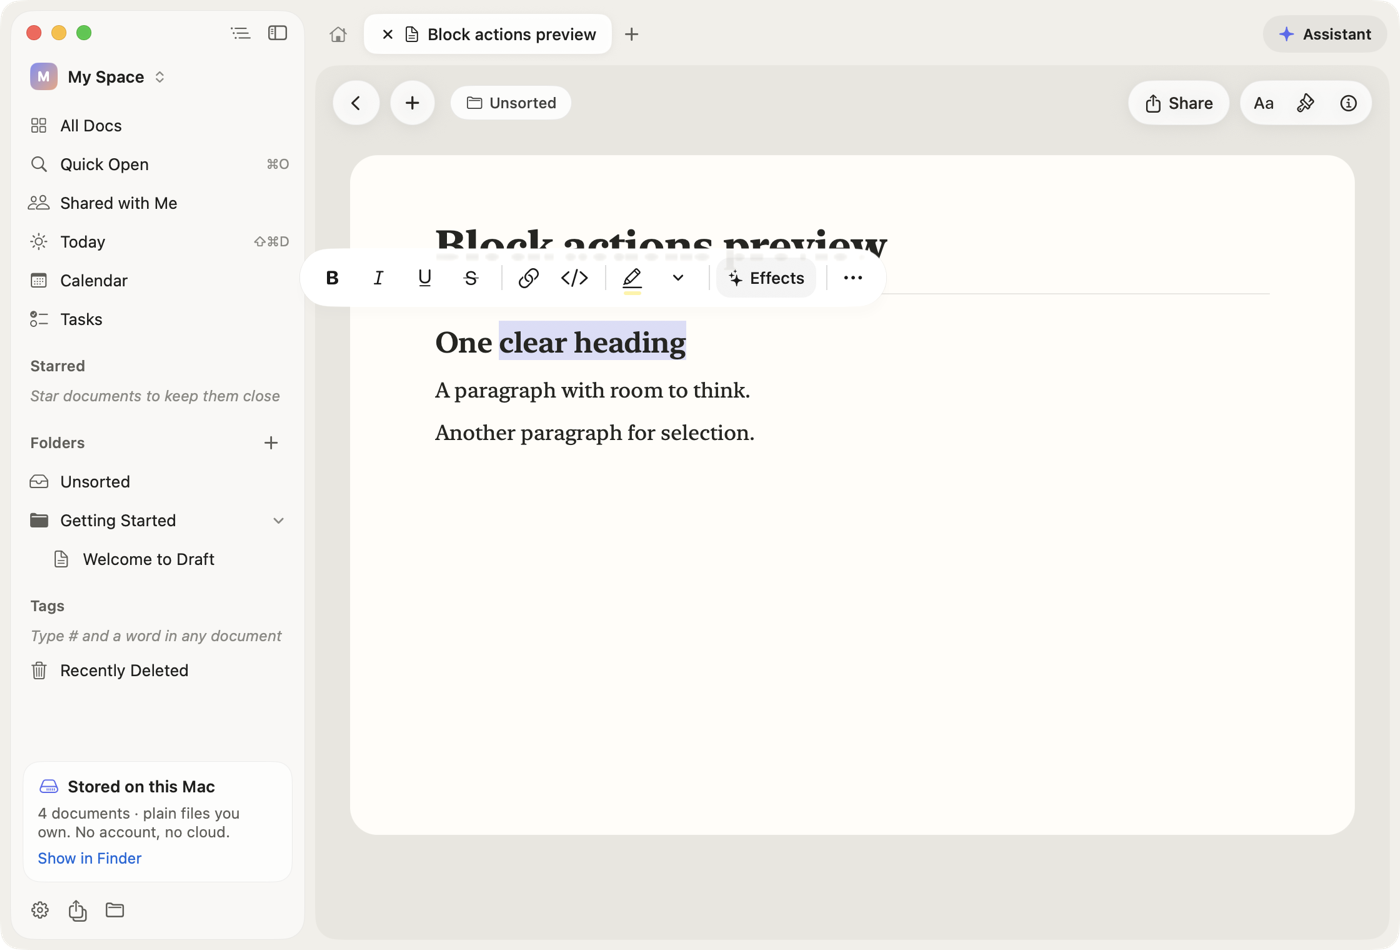 Block actions preview
Assistant
M My Space
All Docs
Quick Open ⌘O
Shared with Me
Today ⇧⌘D
Calendar
Tasks
Starred
Star documents to keep them close
Folders
Unsorted
Getting Started
Welcome to Draft
Tags
Type # and a word in any document
Recently Deleted
Stored on this Mac
4 documents · plain files you
own. No account, no cloud.
Show in Finder
Unsorted
Share
Aa
Block actions preview
B I U S </> Effects
One clear heading
A paragraph with room to think.
Another paragraph for selection.